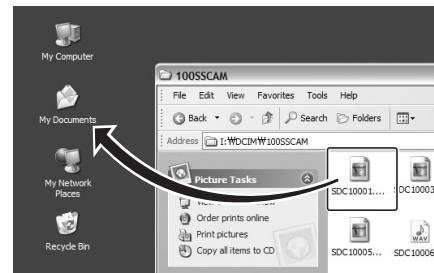 My Computer
My Documents
My Network
Places
Recycle Bin
100SSCAM
File Edit View Favorites Tools Help
Back Search Folders
Address I:₩DCIM₩100SSCAM
Picture Tasks
Order prints online
Print pictures
Copy all items to CD
SDC10001.... SDC10003
SDC10005... SDC10006
WAV